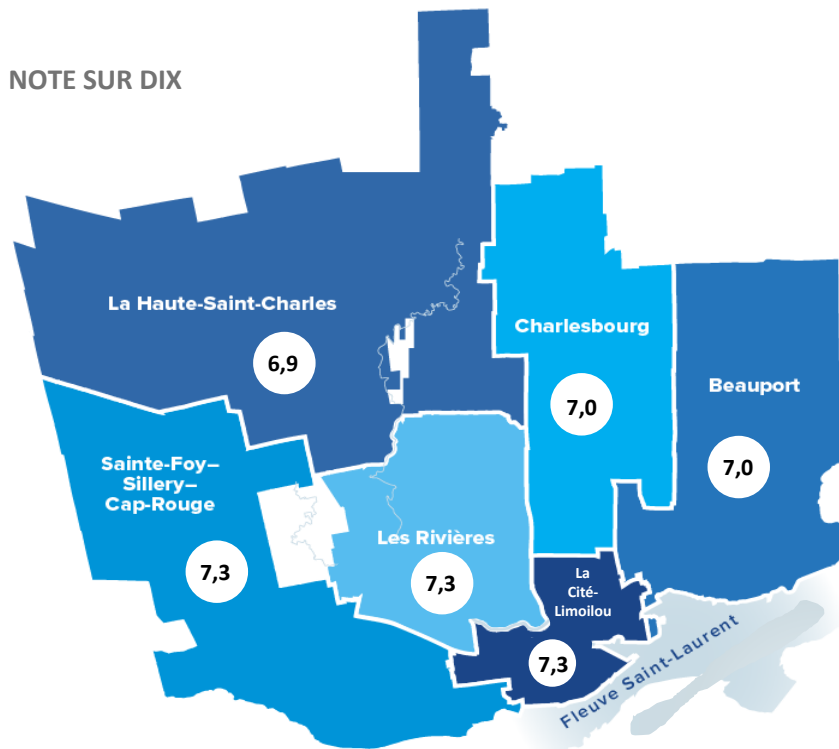 NOTE SUR DIX
La Haute-Saint-Charles
6,9
Charlesbourg
7,0
Beauport
7,0
Sainte-Foy–
Sillery–
Cap-Rouge
7,3
Les Rivières
7,3
La
Cité-
Limoilou
7,3
Fleuve Saint-Laurent